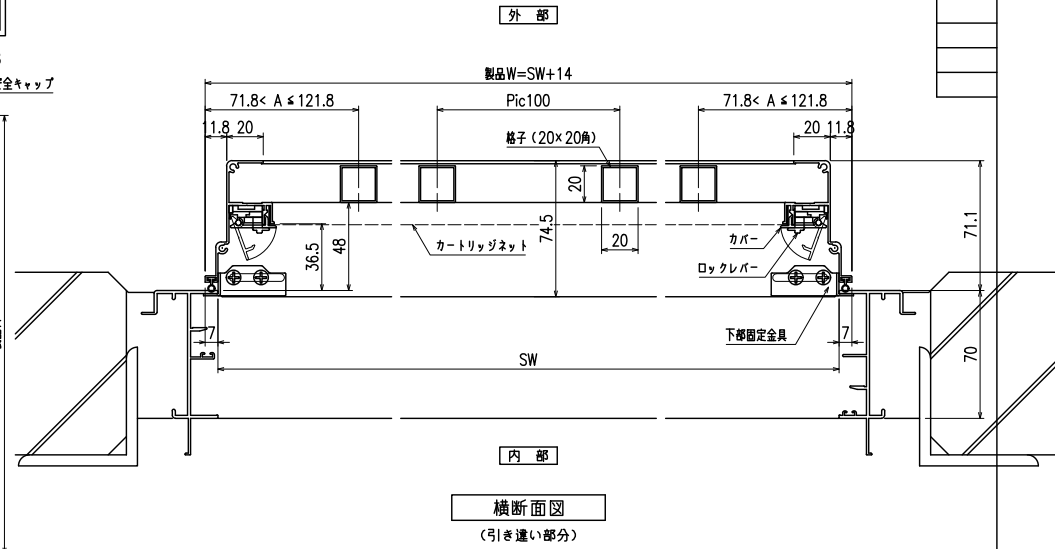 外 部
全キャップ
製品W=SW+14
71.8< A ≦121.8
Pic100
71.8< A ≦121.8
11.8
20
格子（20×20角）
20
11.8
20
74.5
71.1
20
36.5
48
カートリッジネット
カバー
ロックレバー
下部固定金具
7
7
70
SW
内 部
横断面図
(引き違い部分)